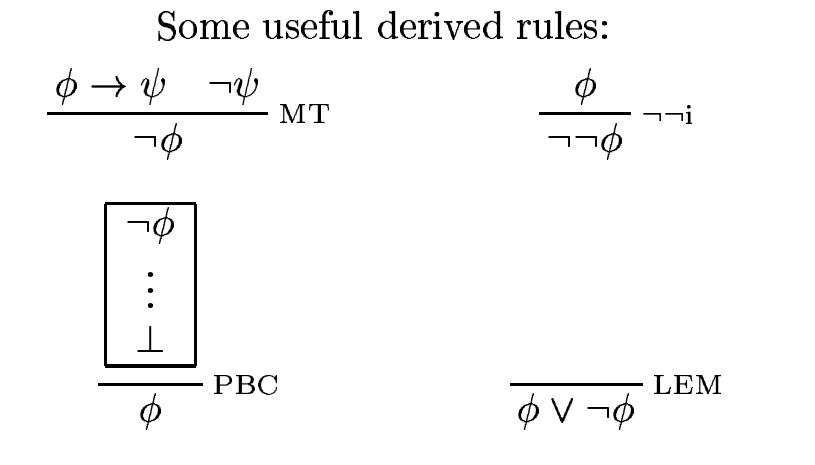 Some useful derived rules:
ϕ → ψ ¬ψ
MT
¬ϕ
ϕ
¬¬i
¬¬ϕ
¬ϕ
⋮
⊥
PBC
ϕ
LEM
ϕ ∨ ¬ϕ